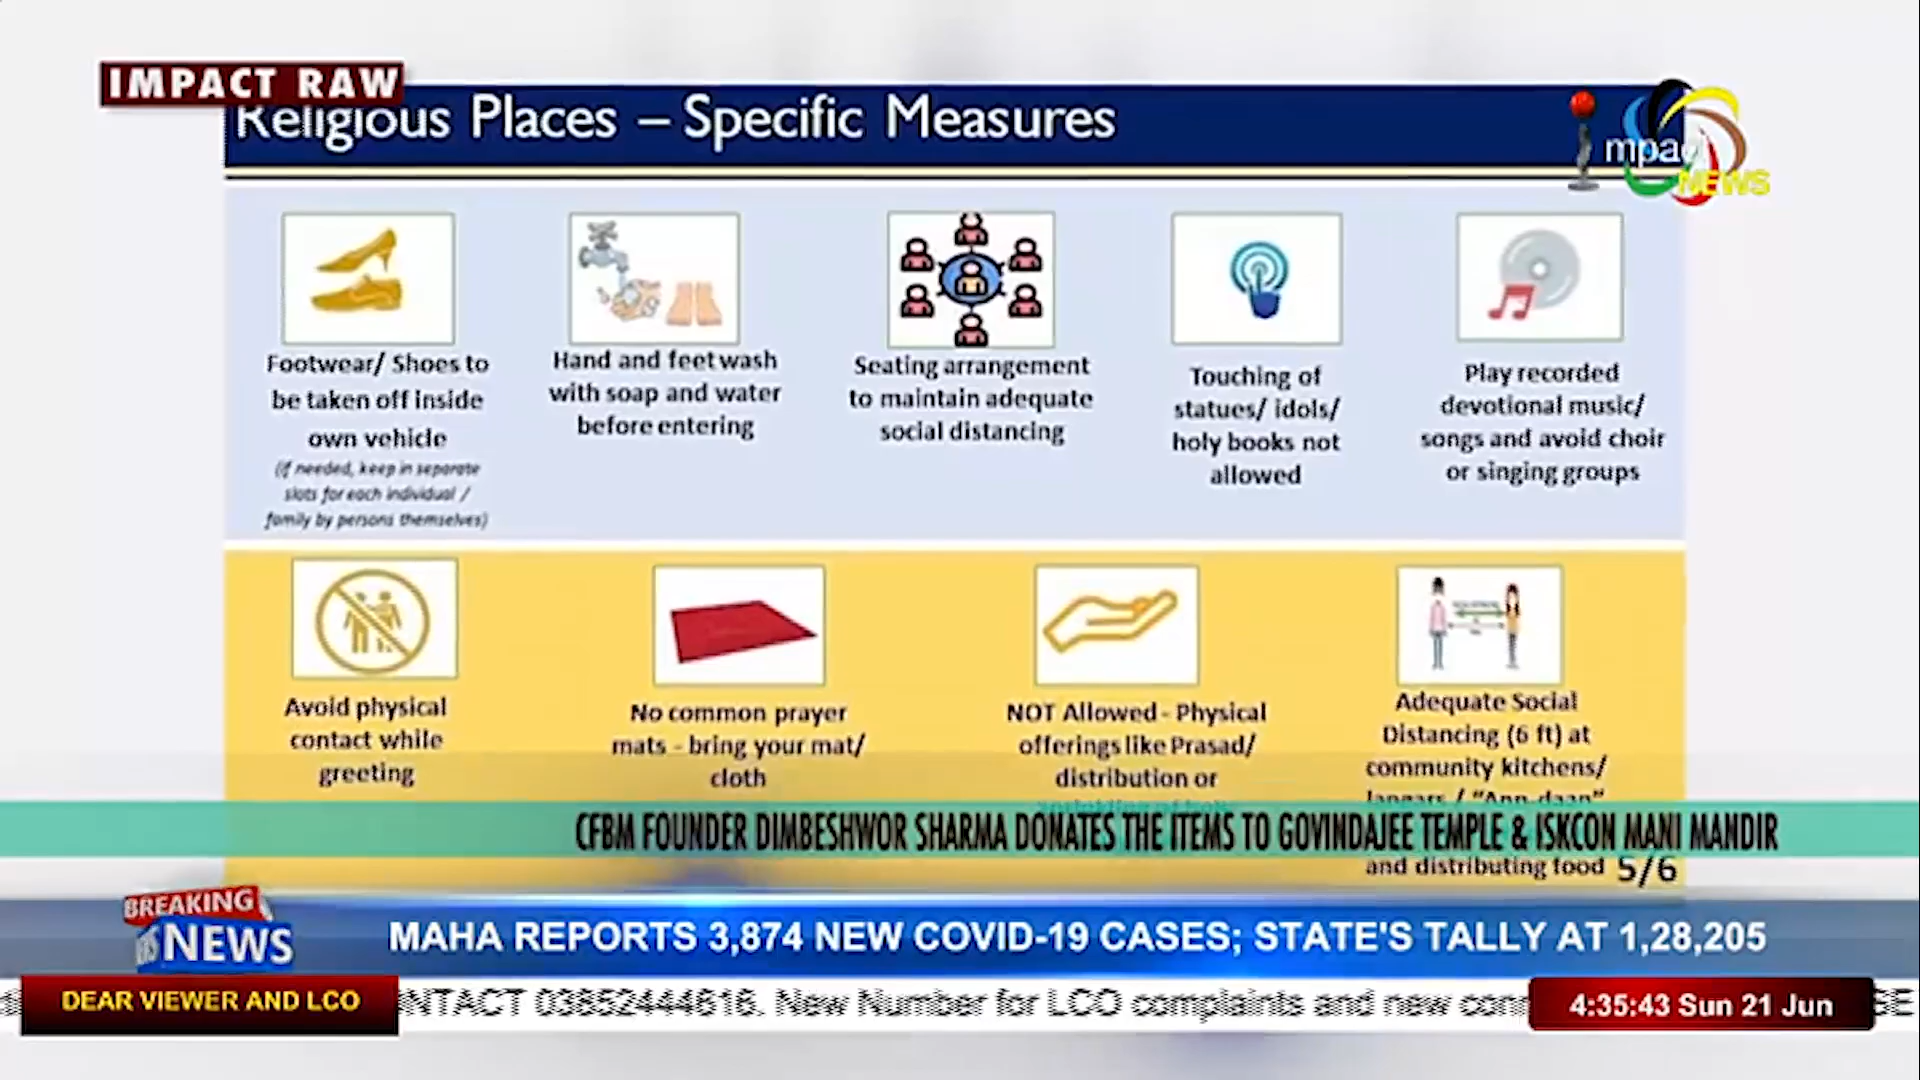 IMPACT RAW
Religious Places – Specific Measures
mpact
NEWS
Footwear/ Shoes to
be taken off inside
own vehicle
(if needed, keep in separate
slots for each individual /
family by persons themselves)
Hand and feet wash
with soap and water
before entering
Seating arrangement
to maintain adequate
social distancing
Touching of
statues/ idols/
holy books not
allowed
Play recorded
devotional music/
songs and avoid choir
or singing groups
Avoid physical
contact while
greeting
No common prayer
mats - bring your mat/
cloth
NOT Allowed - Physical
offerings like Prasad/
distribution or
Adequate Social
Distancing (6 ft) at
community kitchens/
langars / “Ann-daan”
and distributing food
5/6
CFBM FOUNDER DIMBESHWOR SHARMA DONATES THE ITEMS TO GOVINDAJEE TEMPLE & ISKCON MANI MANDIR
BREAKING
NEWS
MAHA REPORTS 3,874 NEW COVID-19 CASES; STATE'S TALLY AT 1,28,205
DEAR VIEWER AND LCO
NTACT 03852444616. New Number for LCO complaints and new con
4:35:43 Sun 21 Jun